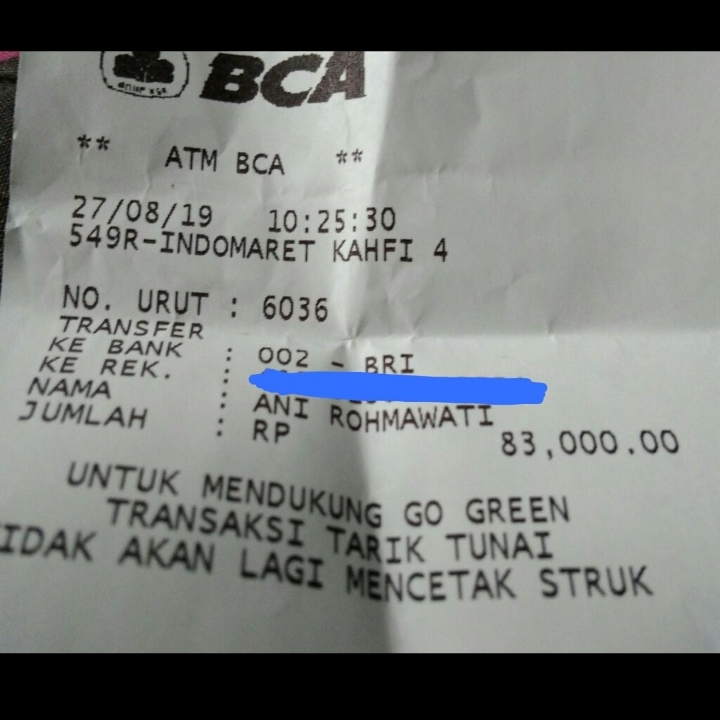 BCA
** ATM BCA **
27/08/19 10:25:30
549R-INDOMARET KAHFI 4
NO. URUT : 6036
TRANSFER
KE BANK : 002 - BRI
KE REK. :
NAMA : ANI ROHMAWATI
JUMLAH : RP 83,000.00
UNTUK MENDUKUNG GO GREEN
TRANSAKSI TARIK TUNAI
IDAK AKAN LAGI MENCETAK STRUK